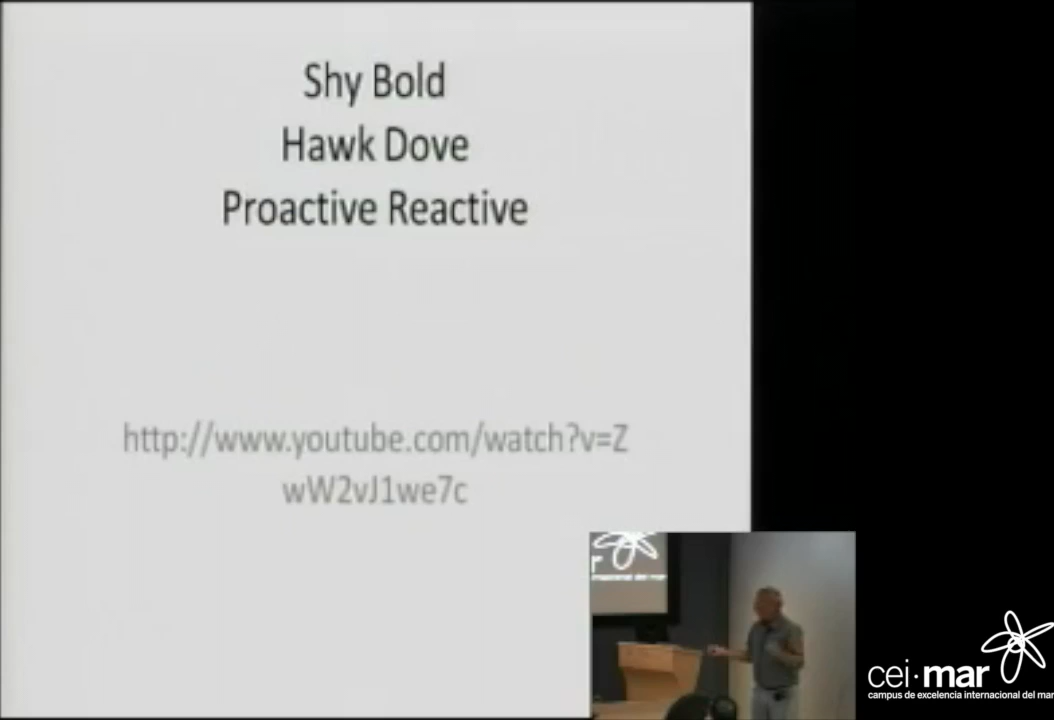 Shy Bold
Hawk Dove
Proactive Reactive
http://www.youtube.com/watch?v=Z
wW2vJ1we7c
cei·mar
campus de excelencia internacional del mar